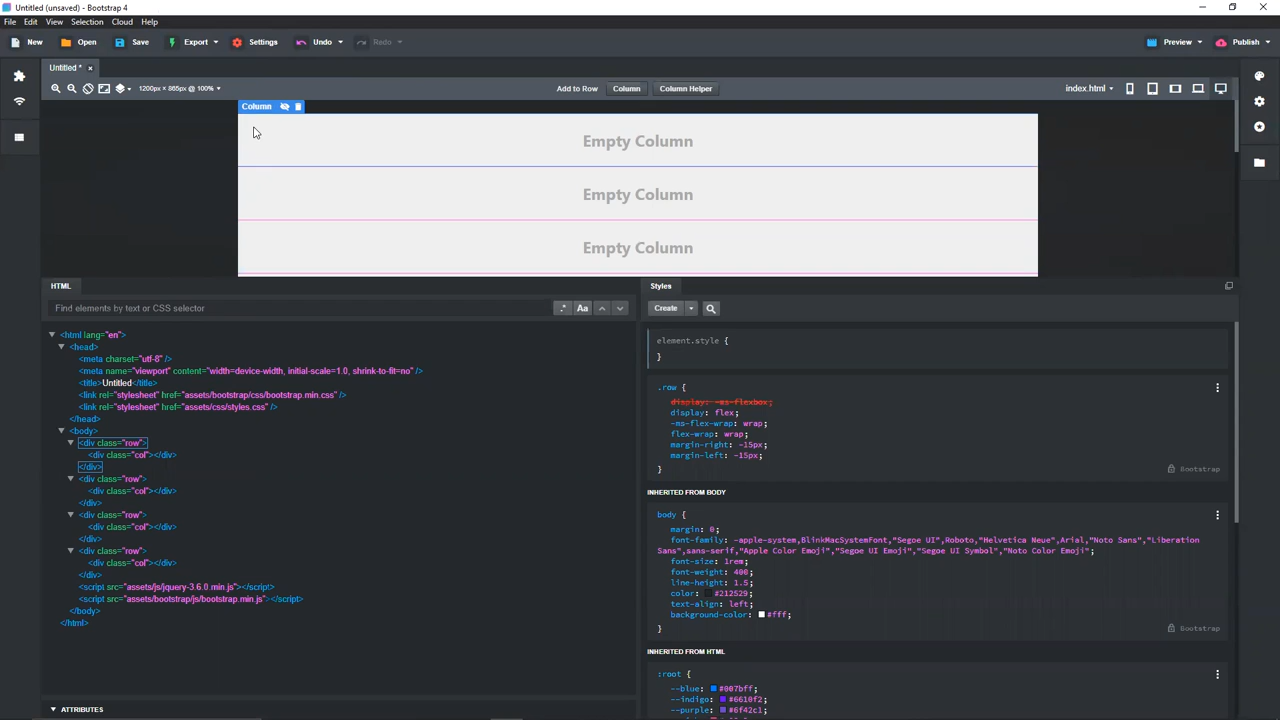 Untitled (unsaved) - Bootstrap 4
File Edit View Selection Cloud Help
New Open Save Export Settings Undo Redo Preview Publish
Untitled *
1200px × 865px @ 100% Add to Row Column Column Helper index.html
Column
Empty Column
Empty Column
Empty Column
HTML
Find elements by text or CSS selector
.* Aa
<html lang="en">
<head>
<meta charset="utf-8" />
<meta name="viewport" content="width=device-width, initial-scale=1.0, shrink-to-fit=no" />
<title>Untitled</title>
<link rel="stylesheet" href="assets/bootstrap/css/bootstrap.min.css" />
<link rel="stylesheet" href="assets/css/styles.css" />
</head>
<body>
<div class="row">
<div class="col"></div>
</div>
<div class="row">
<div class="col"></div>
</div>
<div class="row">
<div class="col"></div>
</div>
<div class="row">
<div class="col"></div>
</div>
<script src="assets/js/jquery-3.6.0.min.js"></script>
<script src="assets/bootstrap/js/bootstrap.min.js"></script>
</body>
</html>
ATTRIBUTES
Styles
Create
element.style {
}
.row {
display: -ms-flexbox;
display: flex;
-ms-flex-wrap: wrap;
flex-wrap: wrap;
margin-right: -15px;
margin-left: -15px;
}
Bootstrap
INHERITED FROM BODY
body {
margin: 0;
font-family: -apple-system,BlinkMacSystemFont,"Segoe UI",Roboto,"Helvetica Neue",Arial,"Noto Sans","Liberation
Sans",sans-serif,"Apple Color Emoji","Segoe UI Emoji","Segoe UI Symbol","Noto Color Emoji";
font-size: 1rem;
font-weight: 400;
line-height: 1.5;
color: #212529;
text-align: left;
background-color: #fff;
}
Bootstrap
INHERITED FROM HTML
:root {
--blue: #007bff;
--indigo: #6610f2;
--purple: #6f42c1;